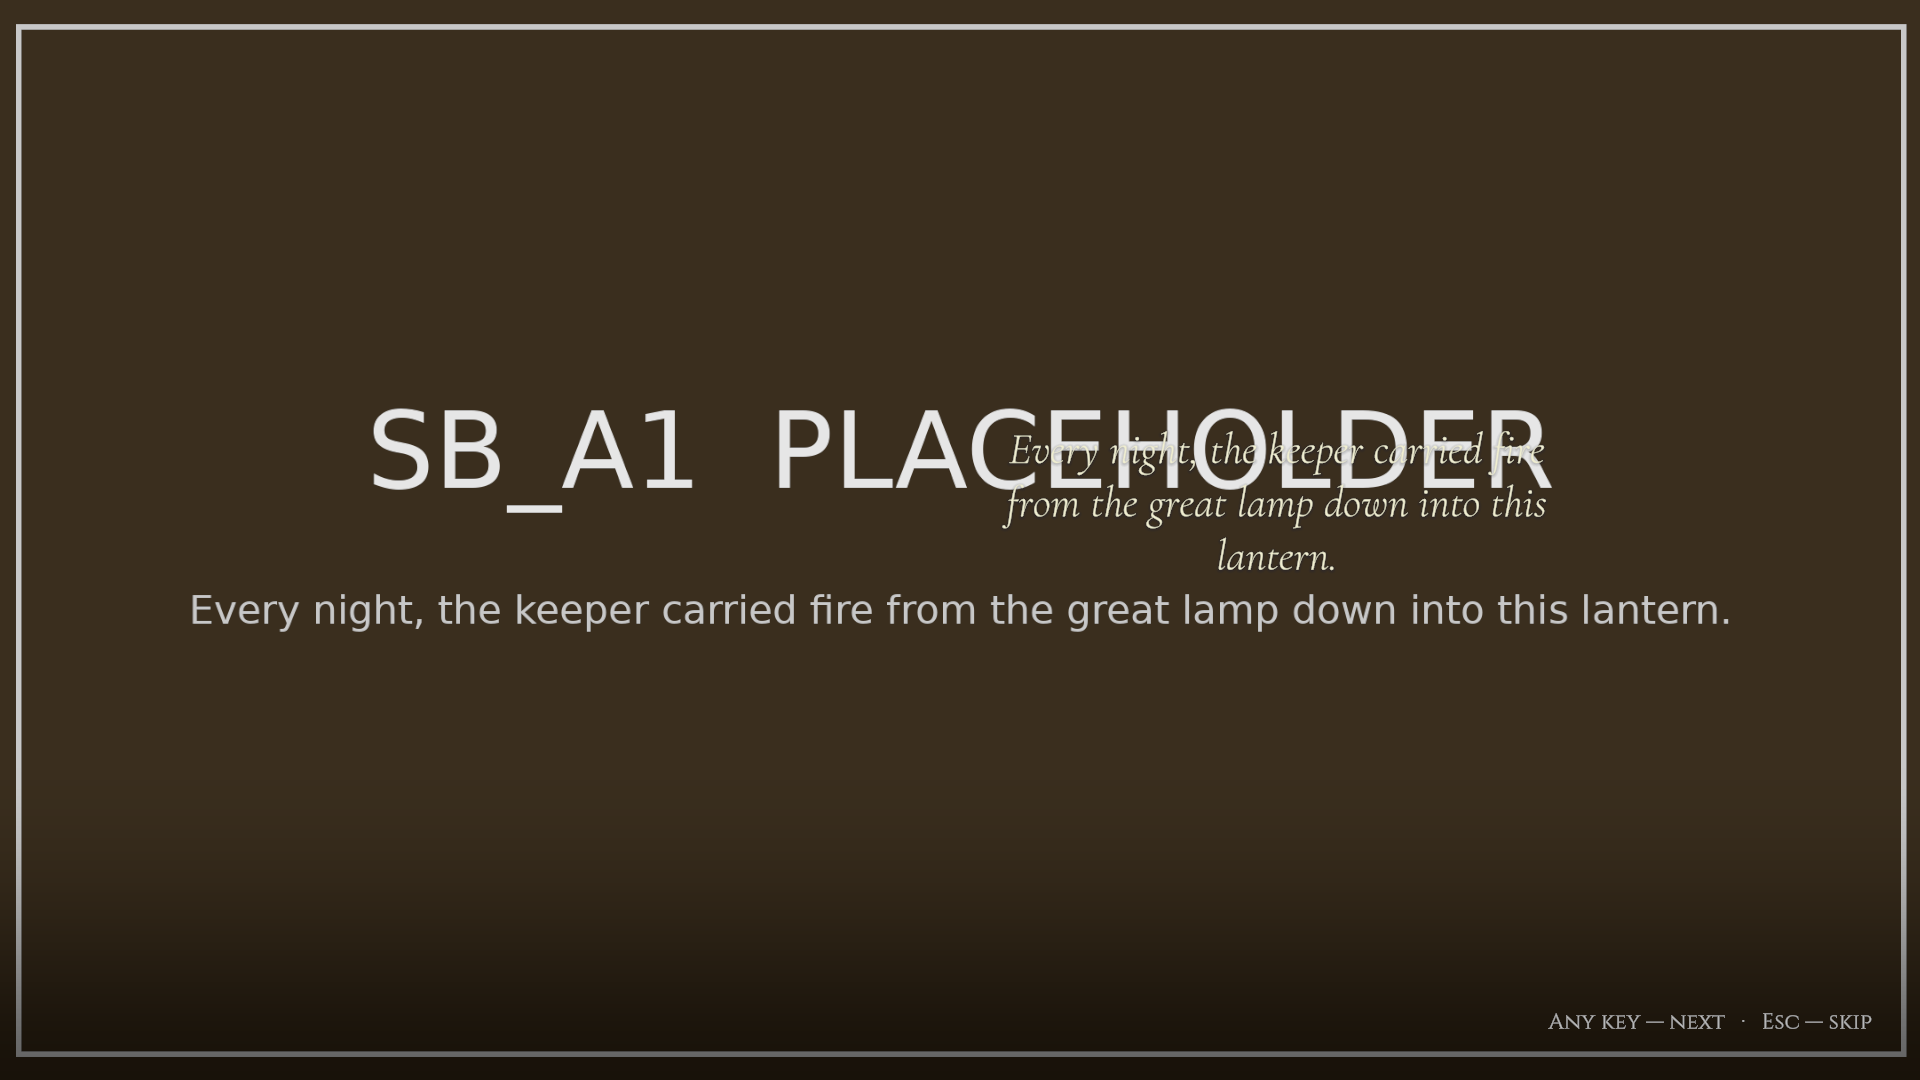 SB_A1 PLACEHOLDER
Every night, the keeper carried fire
from the great lamp down into this
lantern.
Every night, the keeper carried fire from the great lamp down into this lantern.
Any key — next · Esc — skip